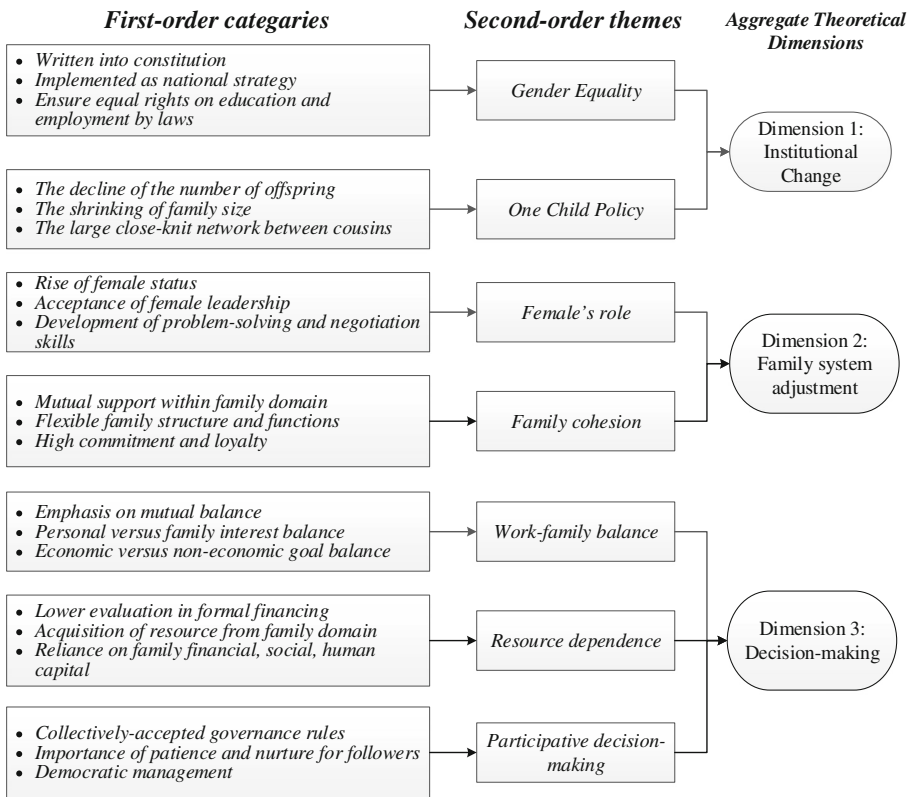 First-order categaries
Second-order themes
Aggregate Theoretical
Dimensions
• Written into constitution
• Implemented as national strategy
• Ensure equal rights on education and
employment by laws
Gender Equality
• The decline of the number of offspring
• The shrinking of family size
• The large close-knit network between cousins
One Child Policy
Dimension 1:
Institutional
Change
• Rise of female status
• Acceptance of female leadership
• Development of problem-solving and negotiation
skills
Female's role
• Mutual support within family domain
• Flexible family structure and functions
• High commitment and loyalty
Family cohesion
Dimension 2:
Family system
adjustment
• Emphasis on mutual balance
• Personal versus family interest balance
• Economic versus non-economic goal balance
Work-family balance
• Lower evaluation in formal financing
• Acquisition of resource from family domain
• Reliance on family financial, social, human
capital
Resource dependence
• Collectively-accepted governance rules
• Importance of patience and nurture for followers
• Democratic management
Participative decision-
making
Dimension 3:
Decision-making